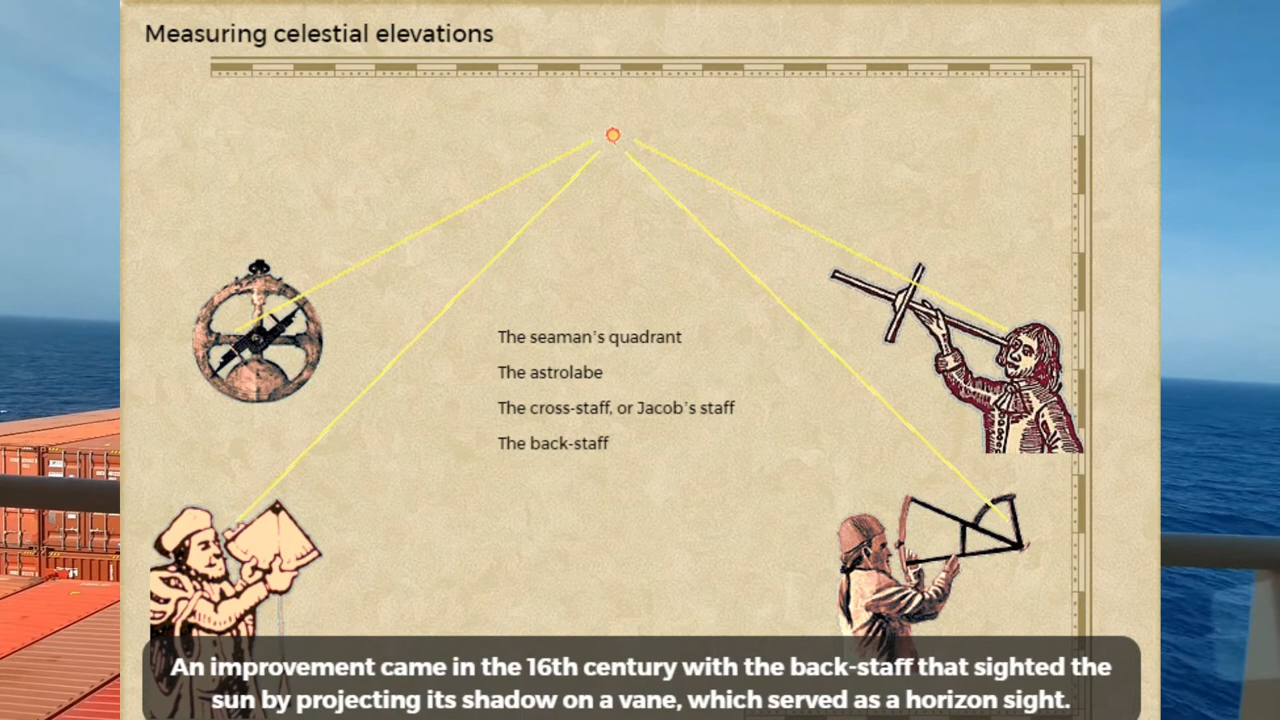 Measuring celestial elevations
The seaman's quadrant
The astrolabe
The cross-staff, or Jacob's staff
The back-staff
An improvement came in the 16th century with the back-staff that sighted the
sun by projecting its shadow on a vane, which served as a horizon sight.